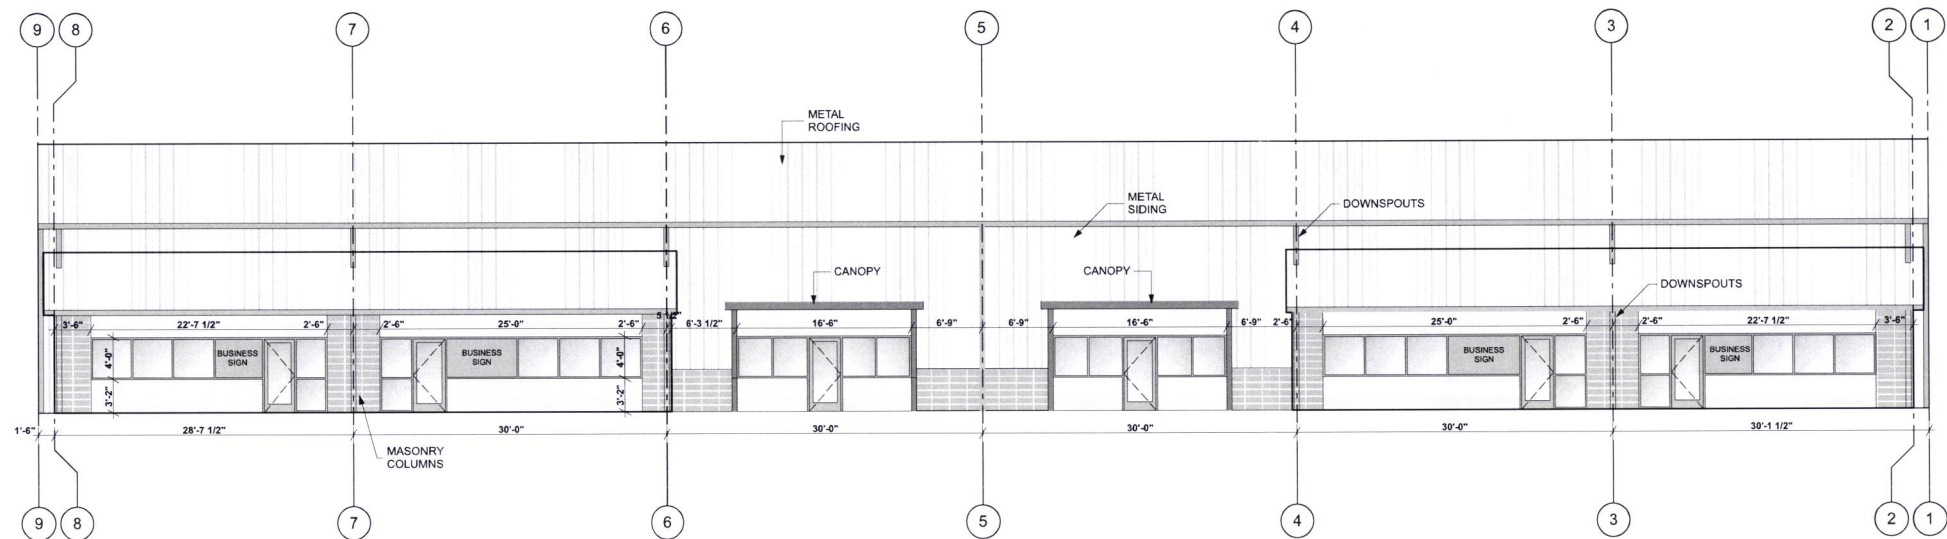 9 8 7 6 5 4 3 2 1
METAL
ROOFING
METAL
SIDING
DOWNSPOUTS
CANOPY
CANOPY
DOWNSPOUTS
3'-6" 22'-7 1/2" 2'-6" 2'-6" 25'-0" 2'-6" 5 1/2" 6'-3 1/2" 16'-6" 6'-9" 6'-9" 16'-6" 6'-9" 2'-6" 25'-0" 2'-6" 2'-6" 22'-7 1/2" 3'-6"
4'-0"
BUSINESS
SIGN
BUSINESS
SIGN
4'-0"
BUSINESS
SIGN
BUSINESS
SIGN
3'-2"
3'-2"
1'-6" 28'-7 1/2" 30'-0" 30'-0" 30'-0" 30'-0" 30'-1 1/2"
MASONRY
COLUMNS
9 8 7 6 5 4 3 2 1